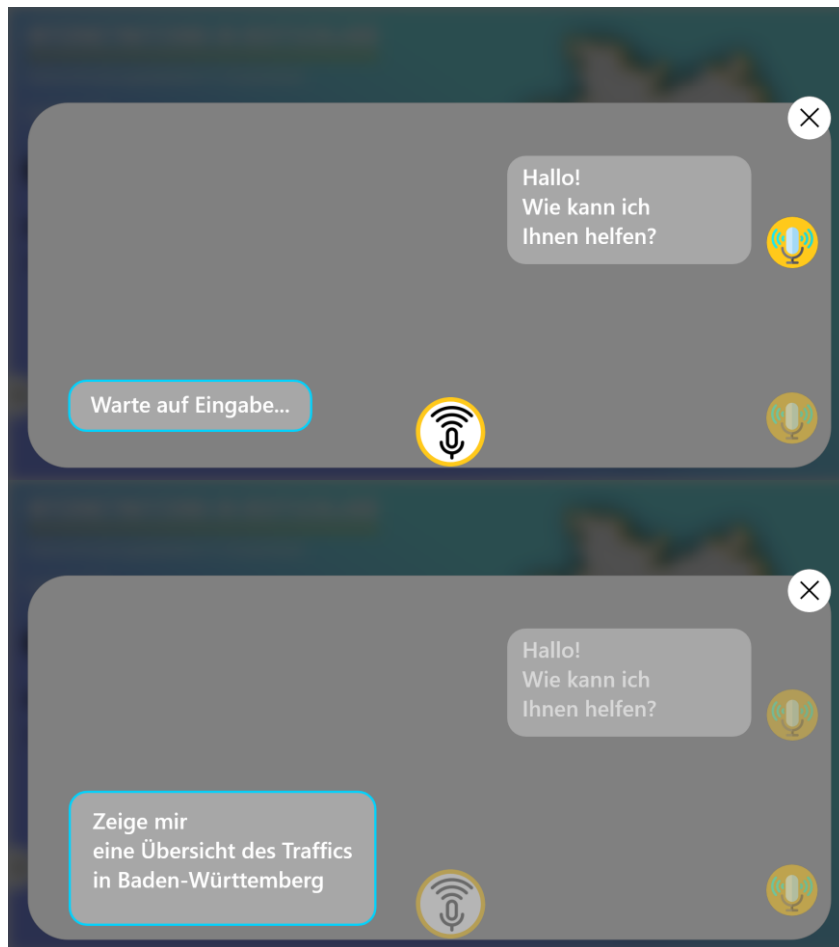 Hallo!
Wie kann ich
Ihnen helfen?
Warte auf Eingabe...
Hallo!
Wie kann ich
Ihnen helfen?
Zeige mir
eine Übersicht des Traffics
in Baden-Württemberg